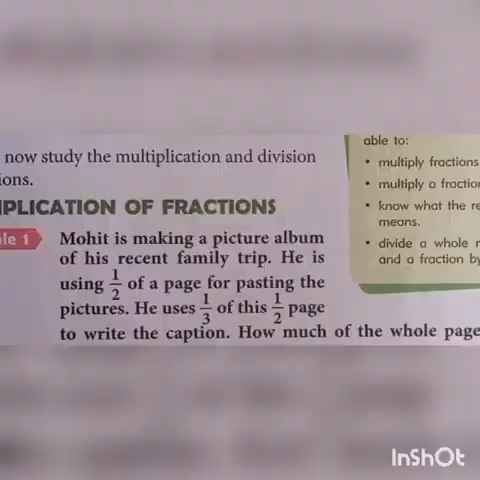 now study the multiplication and division
ions.
IPLICATION OF FRACTIONS
le 1
Mohit is making a picture album
of his recent family trip. He is
using 1/2 of a page for pasting the
pictures. He uses 1/3 of this 1/2 page
to write the caption. How much of the whole page
able to:
• multiply fractions
• multiply a fractio
• know what the re
means.
• divide a whole
and a fraction by
InShOt